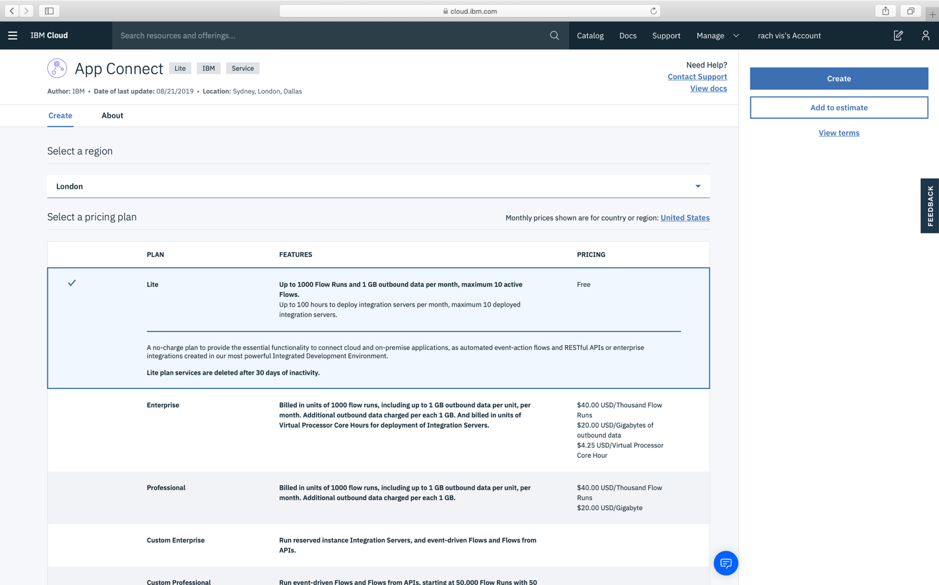 cloud.ibm.com
IBM Cloud
Search resources and offerings...
Catalog Docs Support Manage rach vis's Account
App Connect Lite IBM Service
Author: IBM • Date of last update: 08/21/2019 • Location: Sydney, London, Dallas
Need Help?
Contact Support
View docs
Create
Add to estimate
View terms
FEEDBACK
Create About
Select a region
London
Select a pricing plan
Monthly prices shown are for country or region: United States
PLAN FEATURES PRICING
Lite
Up to 1000 Flow Runs and 1 GB outbound data per month, maximum 10 active
Flows.
Up to 100 hours to deploy integration servers per month, maximum 10 deployed
integration servers.
Free
A no-charge plan to provide the essential functionality to connect cloud and on-premise applications, as automated event-action flows and RESTful APIs or enterprise
integrations created in our most powerful Integrated Development Environment.
Lite plan services are deleted after 30 days of inactivity.
Enterprise
Billed in units of 1000 flow runs, including up to 1 GB outbound data per unit, per
month. Additional outbound data charged per each 1 GB. And billed in units of
Virtual Processor Core Hours for deployment of Integration Servers.
$40.00 USD/Thousand Flow
Runs
$20.00 USD/Gigabytes of
outbound data
$4.25 USD/Virtual Processor
Core Hour
Professional
Billed in units of 1000 flow runs, including up to 1 GB outbound data per unit, per
month. Additional outbound data charged per each 1 GB.
$40.00 USD/Thousand Flow
Runs
$20.00 USD/Gigabyte
Custom Enterprise
Run reserved instance Integration Servers, and event-driven Flows and Flows from
APIs.
Custom Professional
Run event-driven Flows and Flows from APIs, starting at 50,000 Flow Runs with 50